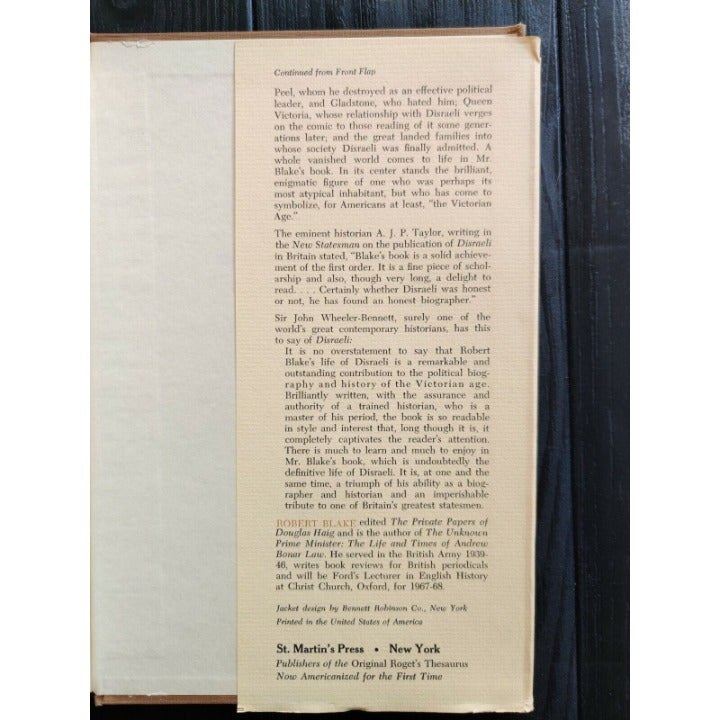 Continued from Front Flap
Peel, whom he destroyed as an effective political
leader, and Gladstone, who hated him; Queen
Victoria, whose relationship with Disraeli verges
on the comic to those reading of it some gener-
ations later; and the great landed families into
whose society Disraeli was finally admitted. A
whole vanished world comes to life in Mr.
Blake's book. In its center stands the brilliant,
enigmatic figure of one who was perhaps its
most atypical inhabitant, but who has come to
symbolize, for Americans at least, "the Victorian
Age."
The eminent historian A. J. P. Taylor, writing in
the New Statesman on the publication of Disraeli
in Britain stated, "Blake's book is a solid achieve-
ment of the first order. It is a fine piece of schol-
arship and also, though very long, a delight to
read. . . . Certainly whether Disraeli was honest
or not, he has found an honest biographer."
Sir John Wheeler-Bennett, surely one of the
world's great contemporary historians, has this
to say of Disraeli:
It is no overstatement to say that Robert
Blake's life of Disraeli is a remarkable and
outstanding contribution to the political biog-
raphy and history of the Victorian age.
Brilliantly written, with the assurance and
authority of a trained historian, who is a
master of his period, the book is so readable
in style and interest that, long though it is, it
completely captivates the reader's attention.
There is much to learn and much to enjoy in
Mr. Blake's book, which is undoubtedly the
definitive life of Disraeli. It is, at one and the
same time, a triumph of his ability as a biog-
rapher and historian and an imperishable
tribute to one of Britain's greatest statesmen.
ROBERT BLAKE edited The Private Papers of
Douglas Haig and is the author of The Unknown
Prime Minister: The Life and Times of Andrew
Bonar Law. He served in the British Army 1939-
46, writes book reviews for British periodicals
and will be Ford's Lecturer in English History
at Christ Church, Oxford, for 1967-68.
Jacket design by Bennett Robinson Co., New York
Printed in the United States of America
St. Martin's Press • New York
Publishers of the Original Roget's Thesaurus
Now Americanized for the First Time